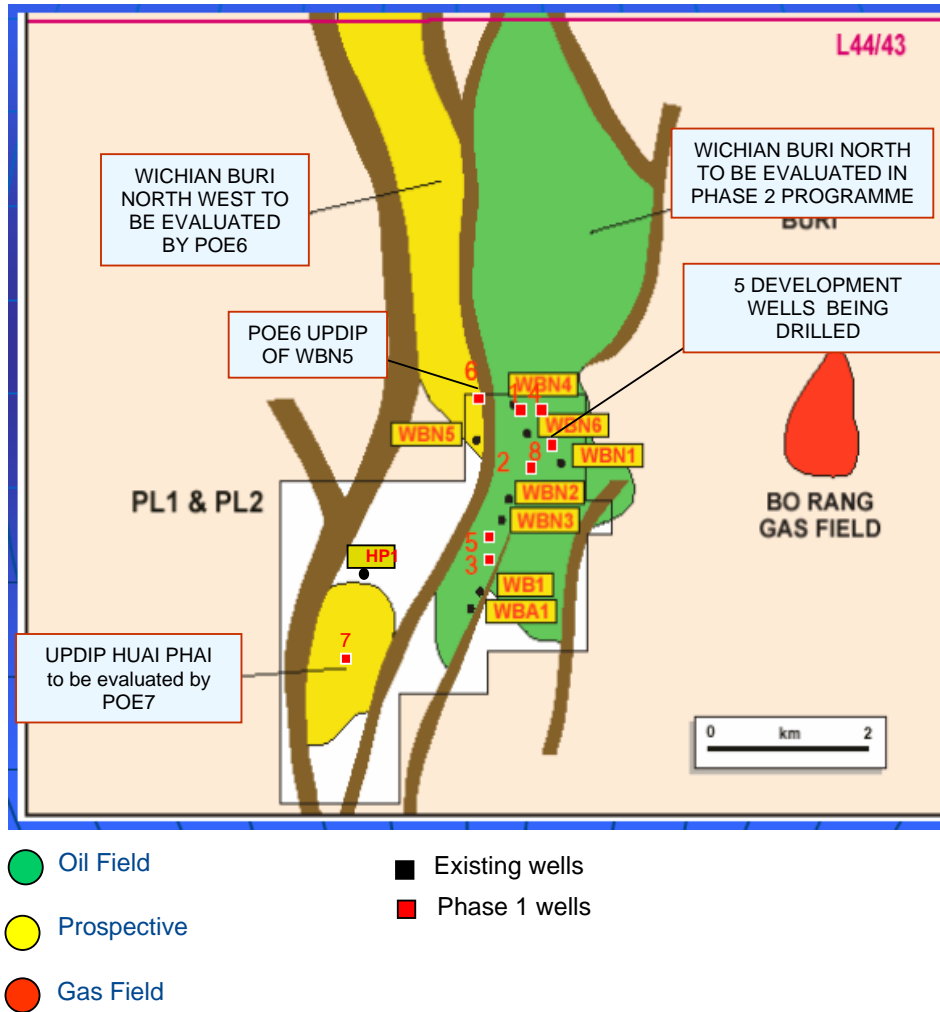 L44/43
WICHIAN BURI
NORTH WEST TO
BE EVALUATED
BY POE6
WICHIAN BURI NORTH
TO BE EVALUATED IN
PHASE 2 PROGRAMME
BURI
5 DEVELOPMENT
WELLS BEING
DRILLED
POE6 UPDIP
OF WBN5
6
WBN4
1 4
WBN6
WBN5
8
WBN1
2
WBN2
PL1 & PL2
BO RANG
GAS FIELD
WBN3
5
HP1
3
WB1
WBA1
7
UPDIP HUAI PHAI
to be evaluated by
POE7
0 km 2
Oil Field
Existing wells
Phase 1 wells
Prospective
Gas Field